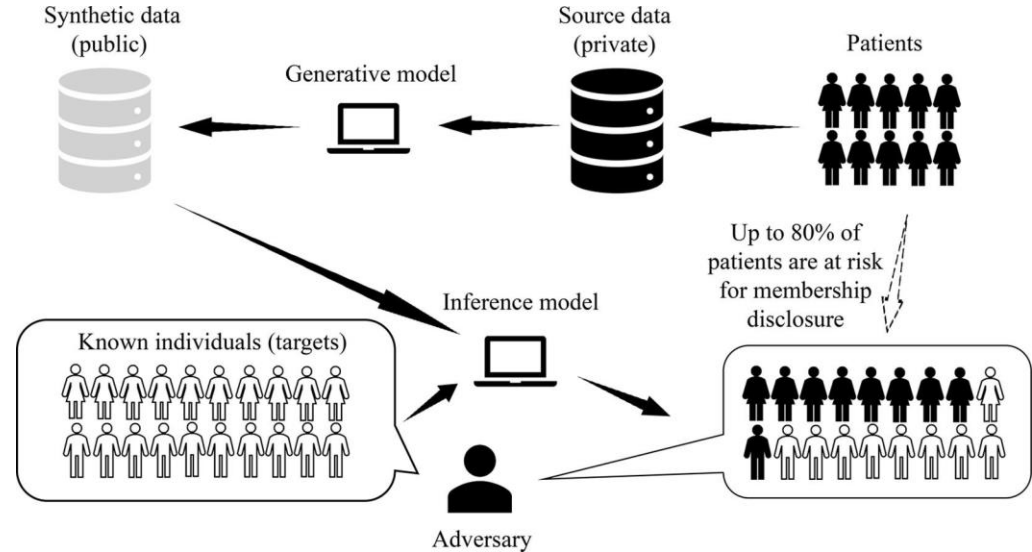 Synthetic data
(public)
Generative model
Source data
(private)
Patients
Up to 80% of
patients are at risk
for membership
disclosure
Inference model
Known individuals (targets)
Adversary